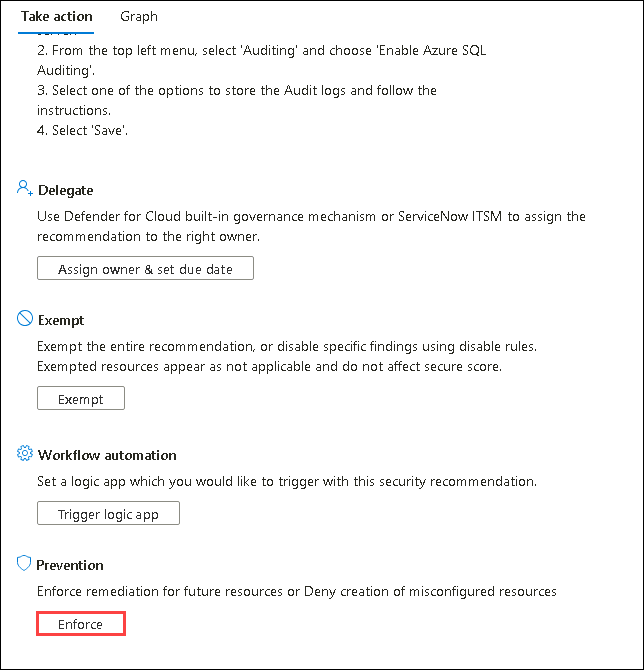 Take action Graph
2. From the top left menu, select 'Auditing' and choose 'Enable Azure SQL
Auditing'.
3. Select one of the options to store the Audit logs and follow the
instructions.
4. Select 'Save'.
Delegate
Use Defender for Cloud built-in governance mechanism or ServiceNow ITSM to assign the
recommendation to the right owner.
Assign owner & set due date
Exempt
Exempt the entire recommendation, or disable specific findings using disable rules.
Exempted resources appear as not applicable and do not affect secure score.
Exempt
Workflow automation
Set a logic app which you would like to trigger with this security recommendation.
Trigger logic app
Prevention
Enforce remediation for future resources or Deny creation of misconfigured resources
Enforce